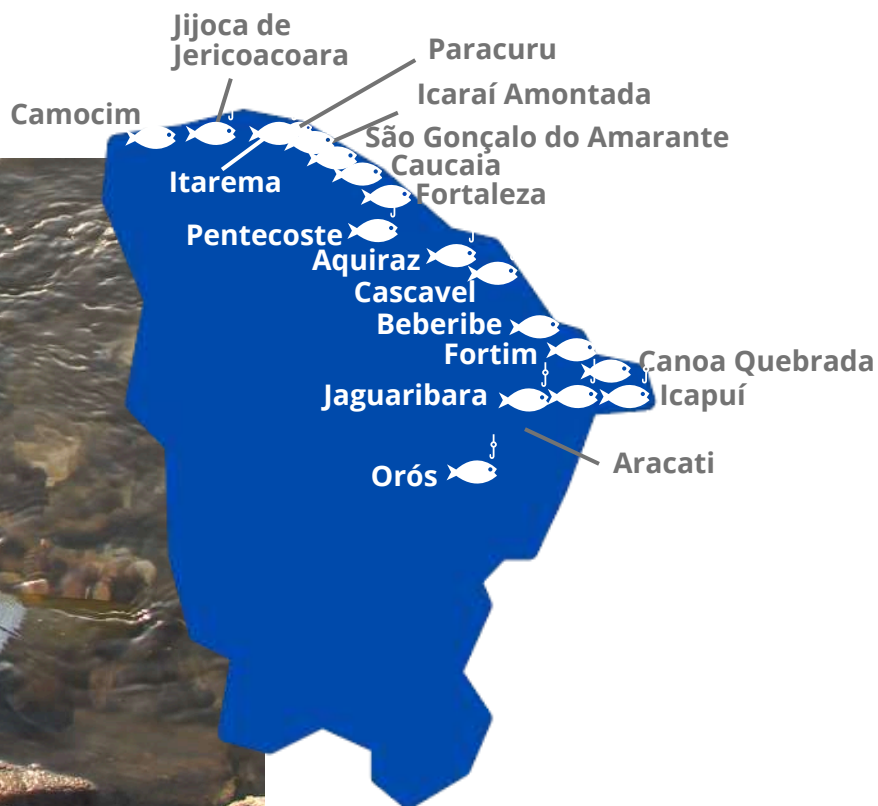 Jijoca de
Jericoacoara
Paracuru
Icaraí Amontada
Camocim
São Gonçalo do Amarante
Caucaia
Itarema
Fortaleza
Pentecoste
Aquiraz
Cascavel
Beberibe
Fortim
Canoa Quebrada
Jaguaribara
Icapuí
Aracati
Orós